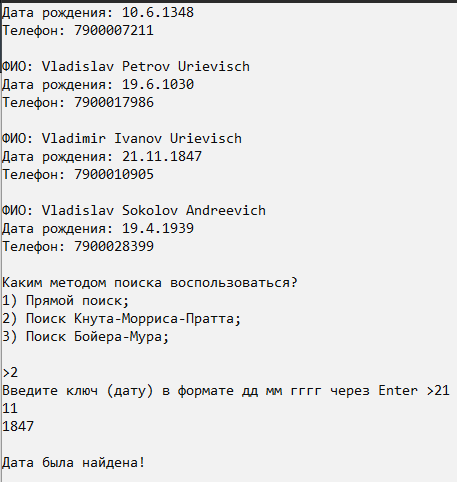 Дата рождения: 10.6.1348
Телефон: 7900007211
ФИО: Vladislav Petrov Urievisch
Дата рождения: 19.6.1030
Телефон: 7900017986
ФИО: Vladimir Ivanov Urievisch
Дата рождения: 21.11.1847
Телефон: 7900010905
ФИО: Vladislav Sokolov Andreevich
Дата рождения: 19.4.1939
Телефон: 7900028399
Каким методом поиска воспользоваться?
1) Прямой поиск;
2) Поиск Кнута-Морриса-Пратта;
3) Поиск Бойера-Мура;
>2
Введите ключ (дату) в формате дд мм гггг через Enter >21
11
1847
Дата была найдена!